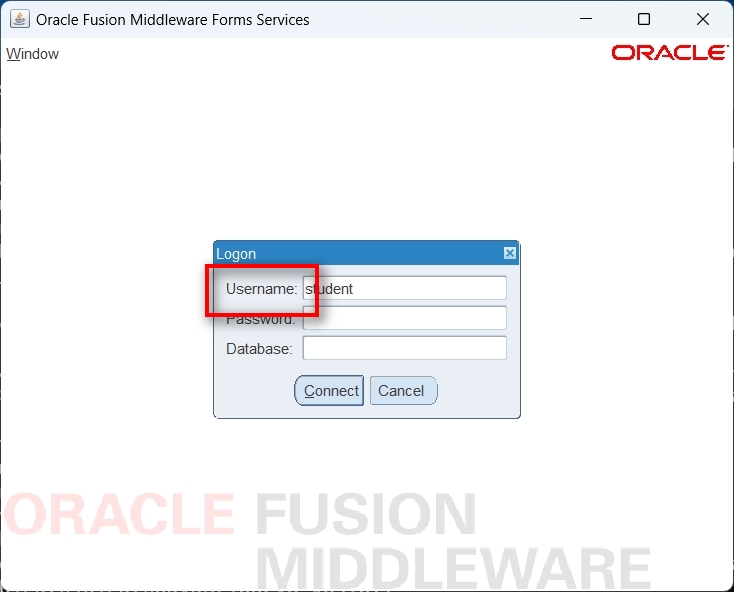 Oracle Fusion Middleware Forms Services
Window
ORACLE
Logon
Username: student
Password:
Database:
Connect Cancel
ORACLE FUSION
MIDDLEWARE